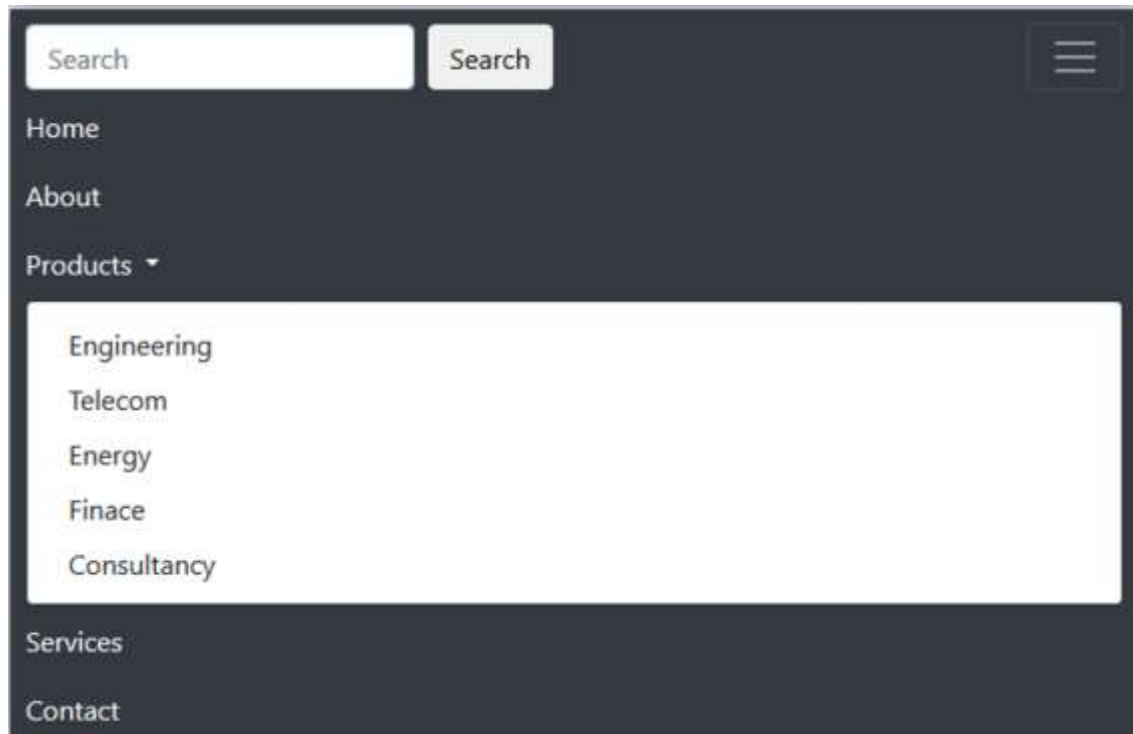 Search Search
Home
About
Products
Engineering
Telecom
Energy
Finace
Consultancy
Services
Contact